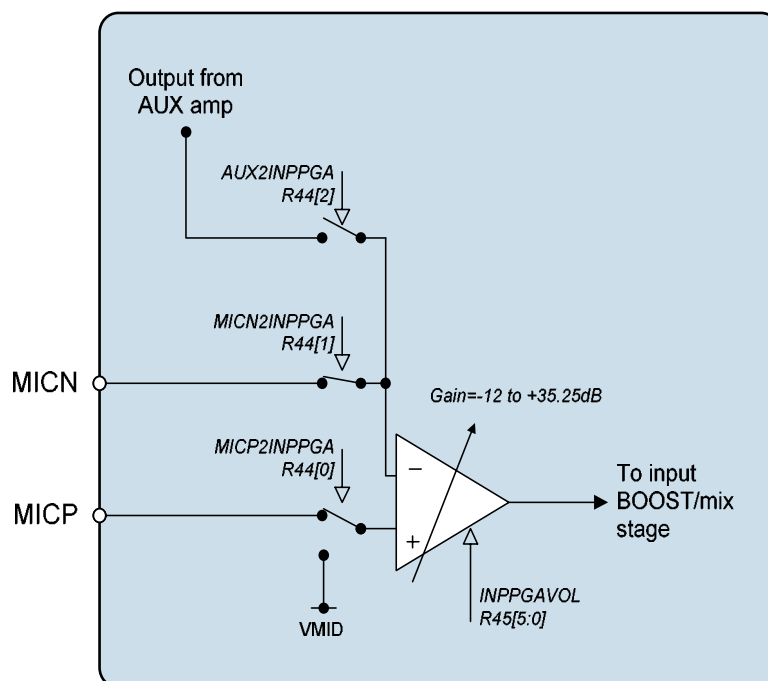 Output from
AUX amp
AUX2INPPGA
R44[2]
MICN2INPPGA
R44[1]
MICN
Gain=-12 to +35.25dB
MICP2INPPGA
R44[0]
MICP
−
+
To input
BOOST/mix
stage
INPPGAVOL
R45[5:0]
VMID